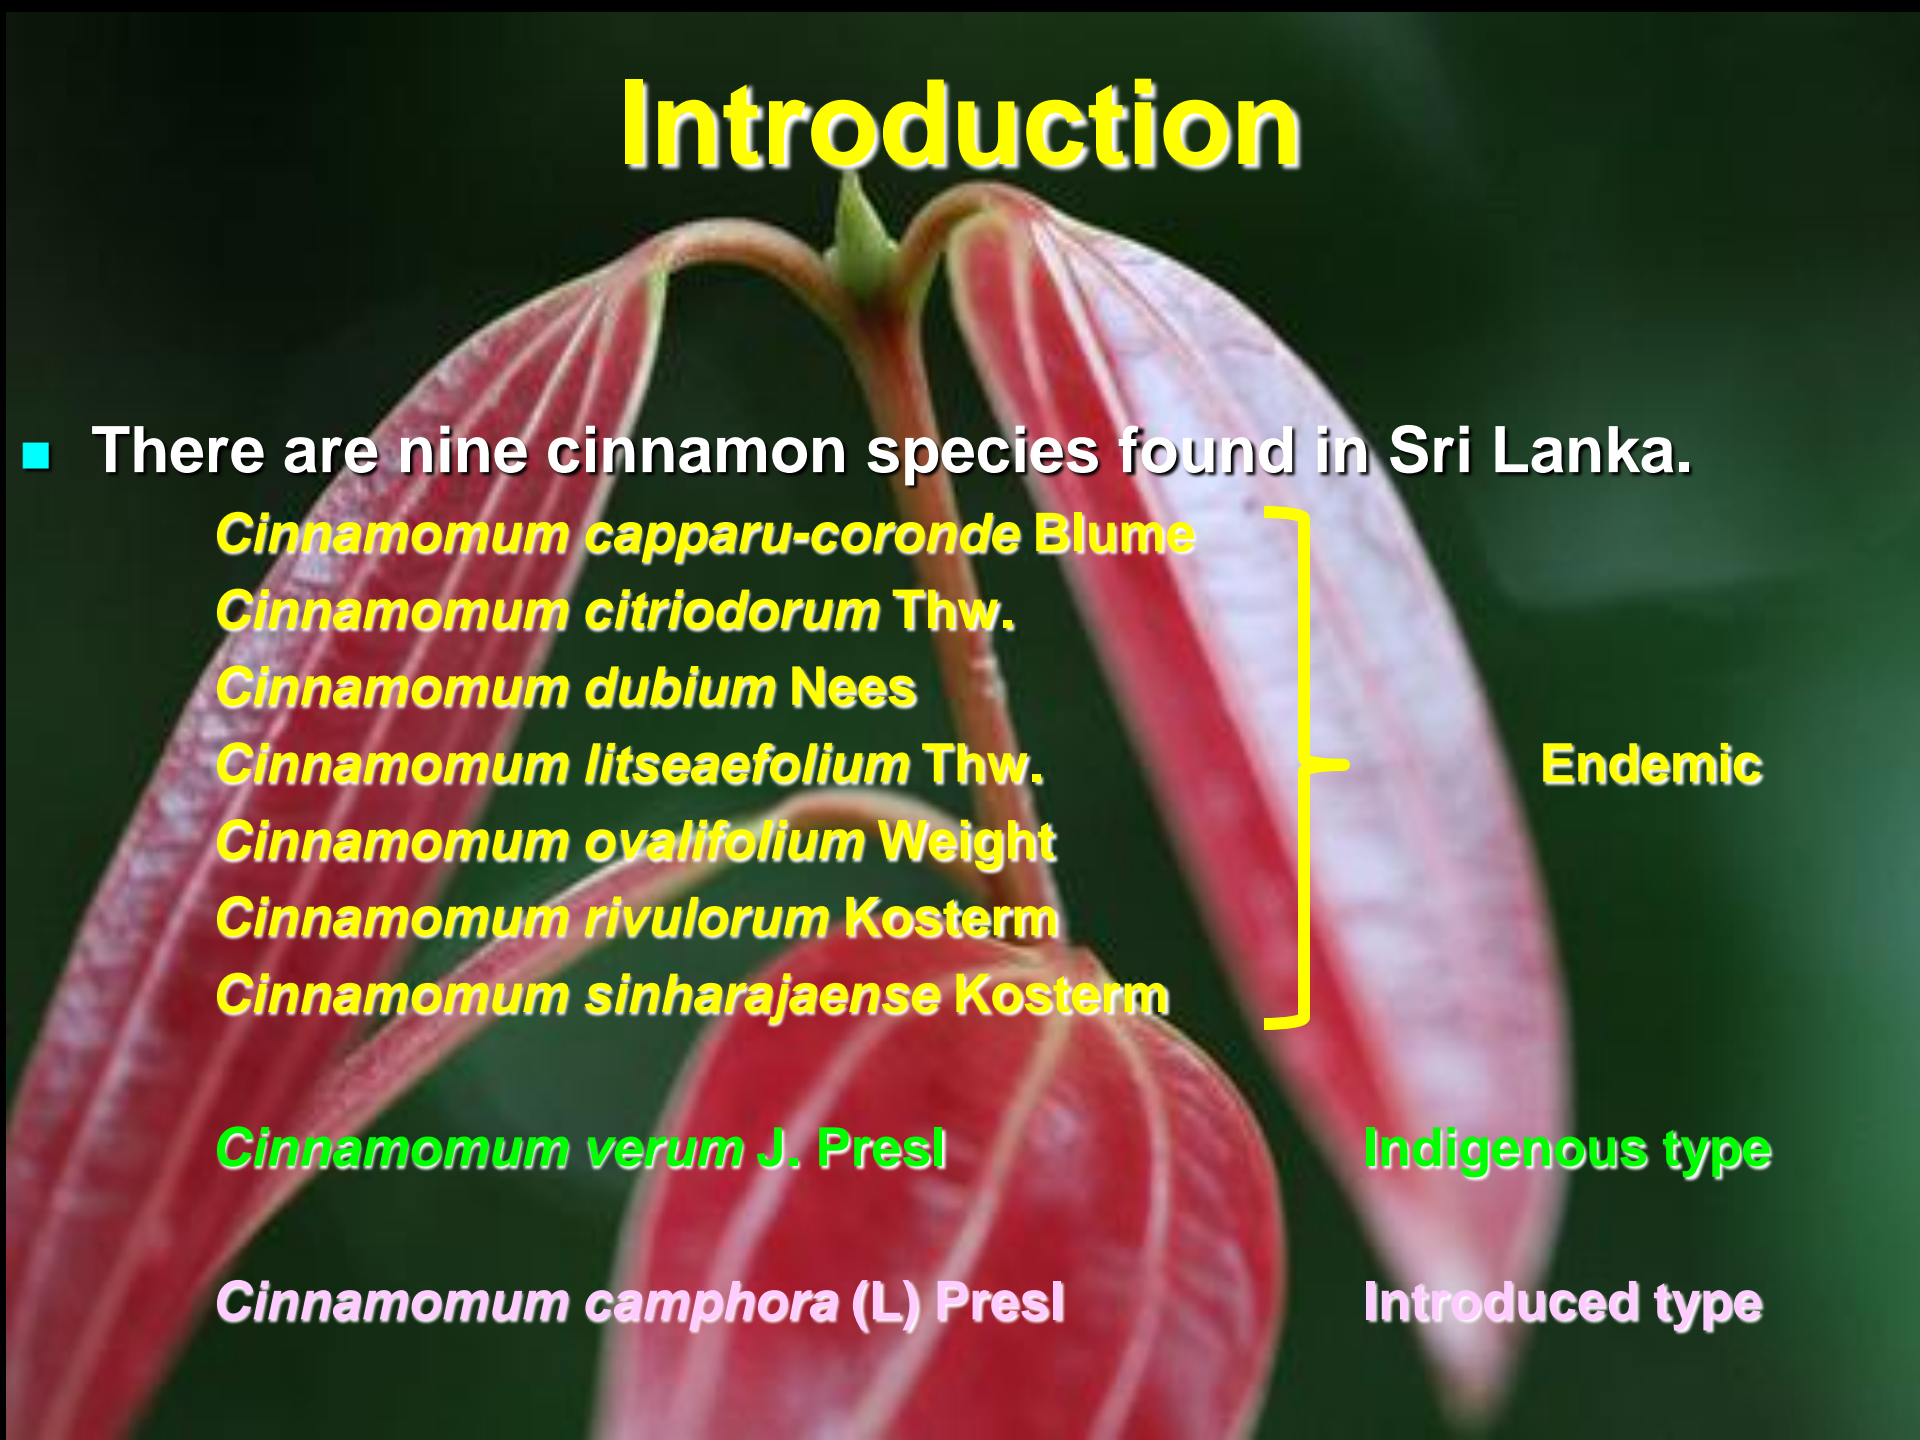 Introduction
■ There are nine cinnamon species found in Sri Lanka.
Cinnamomum capparu-coronde Blume
Cinnamomum citriodorum Thw.
Cinnamomum dubium Nees
Cinnamomum litseaefolium Thw. Endemic
Cinnamomum ovalifolium Weight
Cinnamomum rivulorum Kosterm
Cinnamomum sinharajaense Kosterm
Cinnamomum verum J. Presl Indigenous type
Cinnamomum camphora (L) Presl Introduced type